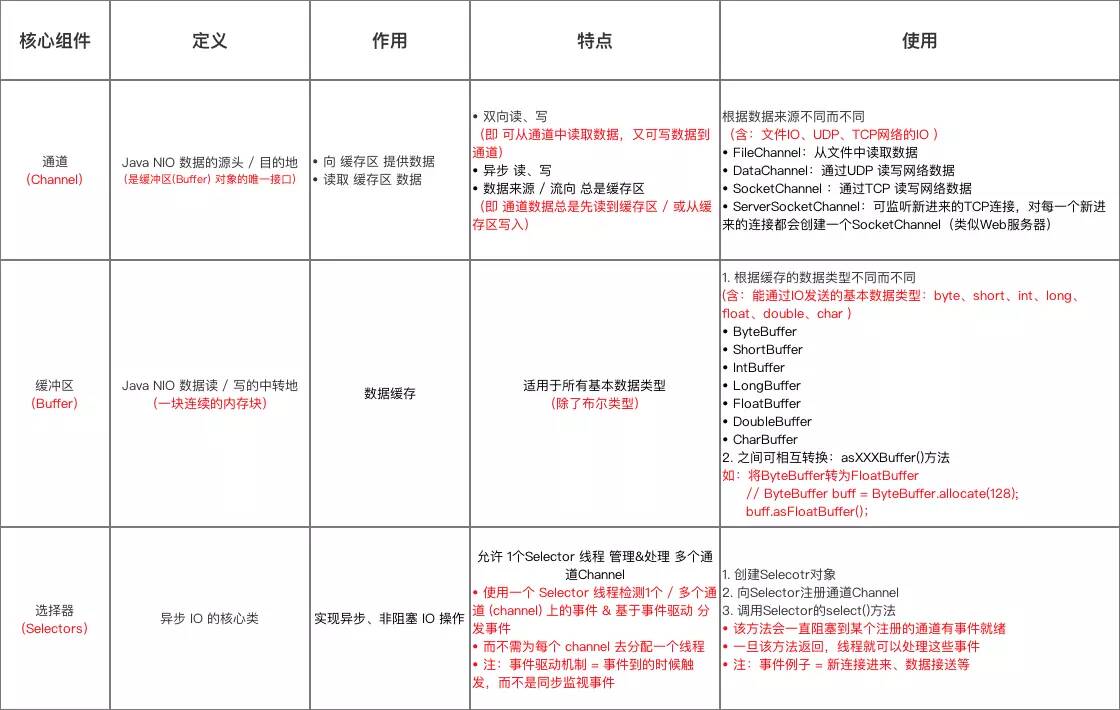 核心组件
定义
作用
特点
使用
通道
（Channel）
Java NIO 数据的源头 / 目的地
（是缓冲区(Buffer) 对象的唯一接口）
• 向 缓存区 提供数据
• 读取 缓存区 数据
• 双向读、写
（即 可从通道中读取数据，又可写数据到
通道）
• 异步 读、写
• 数据来源 / 流向 总是缓存区
（即 通道数据总是先读到缓存区 / 或从缓
存区写入）
根据数据来源不同而不同
（含：文件IO、UDP、TCP网络的IO ）
• FileChannel：从文件中读取数据
• DataChannel：通过UDP 读写网络数据
• SocketChannel ：通过TCP 读写网络数据
• ServerSocketChannel：可监听新进来的TCP连接，对每一个新进
来的连接都会创建一个SocketChannel（类似Web服务器）
缓冲区
（Buffer）
Java NIO 数据读 / 写的中转地
（一块连续的内存块）
数据缓存
适用于所有基本数据类型
（除了布尔类型）
1. 根据缓存的数据类型不同而不同
(含：能通过IO发送的基本数据类型：byte、short、int、long、
float、double、char ）
• ByteBuffer
• ShortBuffer
• IntBuffer
• LongBuffer
• FloatBuffer
• DoubleBuffer
• CharBuffer
2. 之间可相互转换：asXXXBuffer()方法
如：将ByteBuffer转为FloatBuffer
// ByteBuffer buff = ByteBuffer.allocate(128);
buff.asFloatBuffer()；
选择器
（Selectors）
异步 IO 的核心类
实现异步、非阻塞 IO 操作
允许 1个Selector 线程 管理&处理 多个通
道Channel
• 使用一个 Selector 线程检测1个 / 多个通
道 (channel) 上的事件 & 基于事件驱动 分
发事件
• 而不需为每个 channel 去分配一个线程
• 注：事件驱动机制 = 事件到的时候触
发，而不是同步监视事件
1. 创建Selecotr对象
2. 向Selector注册通道Channel
3. 调用Selector的select()方法
• 该方法会一直阻塞到某个注册的通道有事件就绪
• 一旦该方法返回，线程就可以处理这些事件
• 注：事件例子 = 新连接进来、数据接送等